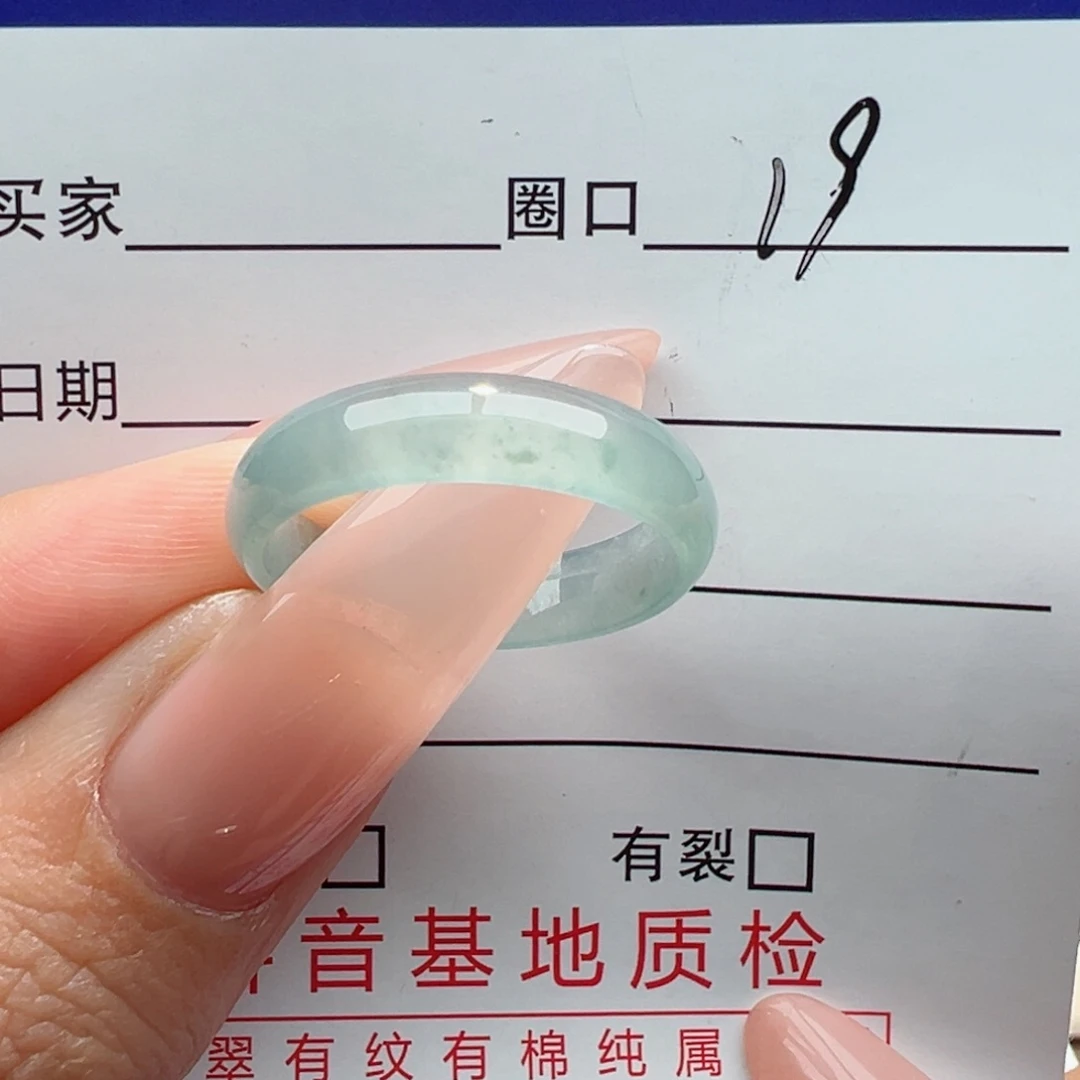 买家 圈口 19
日期
有裂
音基地质检
翠有纹有棉纯属